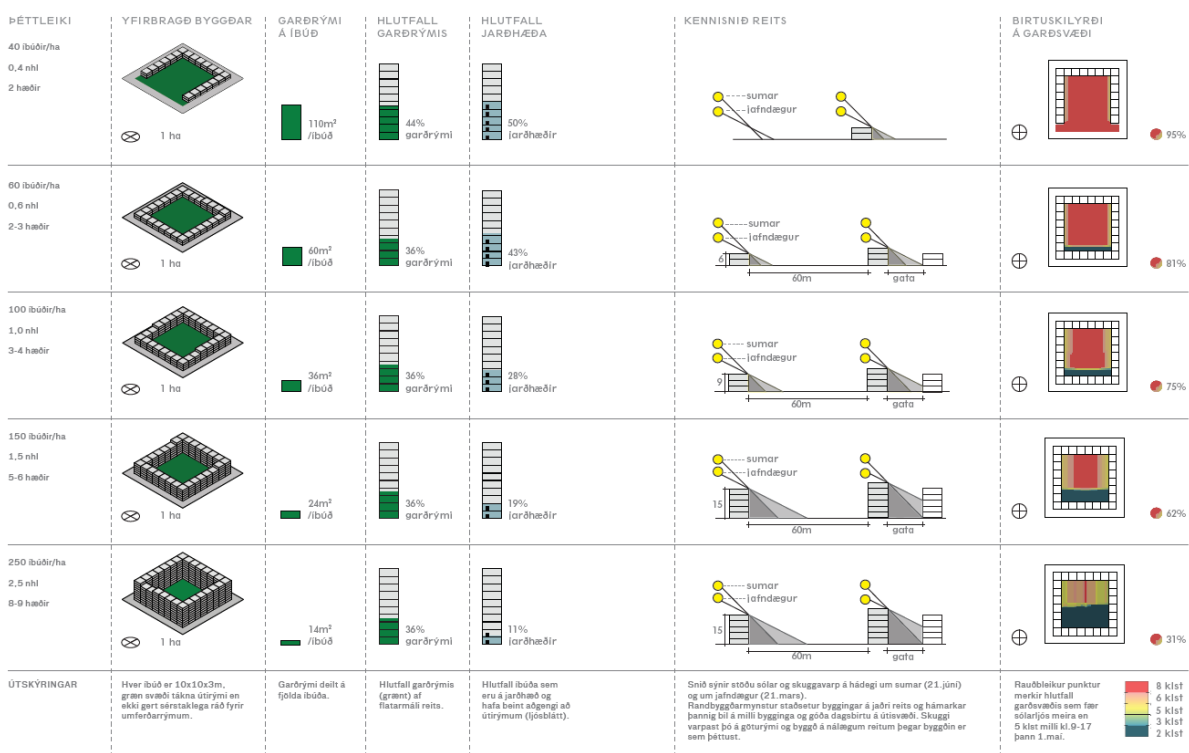 ÞÉTTLEIKI
YFIRBRAGÐ BYGGÐAR
GARÐRÝMI
Á ÍBÚÐ
HLUTFALL
GARÐRÝMIS
HLUTFALL
JARÐHÆÐA
KENNISNIÐ REITS
BIRTUSKILYRÐI
Á GARÐSVÆÐI
40 íbúðir/ha
0,4 nhl
2 hæðir
1 ha
110m²
/íbúð
44%
garðrými
50%
jarðhæðir
sumar
jafndægur
95%
60 íbúðir/ha
0,6 nhl
2-3 hæðir
1 ha
60m²
/íbúð
36%
garðrými
43%
jarðhæðir
sumar
jafndægur
6
60m
gata
81%
100 íbúðir/ha
1,0 nhl
3-4 hæðir
1 ha
36m²
/íbúð
36%
garðrými
28%
jarðhæðir
sumar
jafndægur
9
60m
gata
75%
150 íbúðir/ha
1,5 nhl
5-6 hæðir
1 ha
24m²
/íbúð
36%
garðrými
19%
jarðhæðir
sumar
jafndægur
15
60m
gata
62%
250 íbúðir/ha
2,5 nhl
8-9 hæðir
1 ha
14m²
/íbúð
36%
garðrými
11%
jarðhæðir
sumar
jafndægur
15
60m
gata
31%
ÚTSKÝRINGAR
Hver íbúð er 10x10x3m,
græn svæði tákna útirými en
ekki gert sérstaklega ráð fyrir
umferðarrýmum.
Garðrými deilt á
fjölda íbúða.
Hlutfall garðrýmis
(grænt) af
flatarmáli reits.
Hlutfall íbúða sem
eru á jarðhæð og
hafa beint aðgengi að
útirýmum (ljósblátt).
Snið sýnir stöðu sólar og skuggavarp á hádegi um sumar (21.júní)
og um jafndægur (21.mars).
Randbyggðarmynstur staðsetur byggingar á jaðri reits og hámarkar
þannig bil á milli bygginga og góða dagsbirtu á útisvæði. Skuggi
varpast þó á göturými og byggð á nálægum reitum þegar byggðin er
sem þéttust.
Rauðbleikur punktur
merkir hlutfall
garðsvæðis sem fær
sólarljós meira en
5 klst milli kl.9-17
þann 1.maí.
8 klst
6 klst
5 klst
3 klst
2 klst